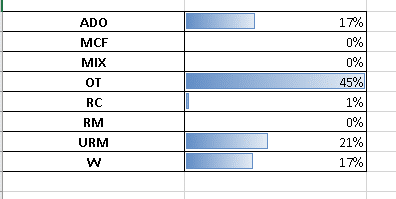 ADO 17%
MCF 0%
MIX 0%
OT 45%
RC 1%
RM 0%
URM 21%
W 17%